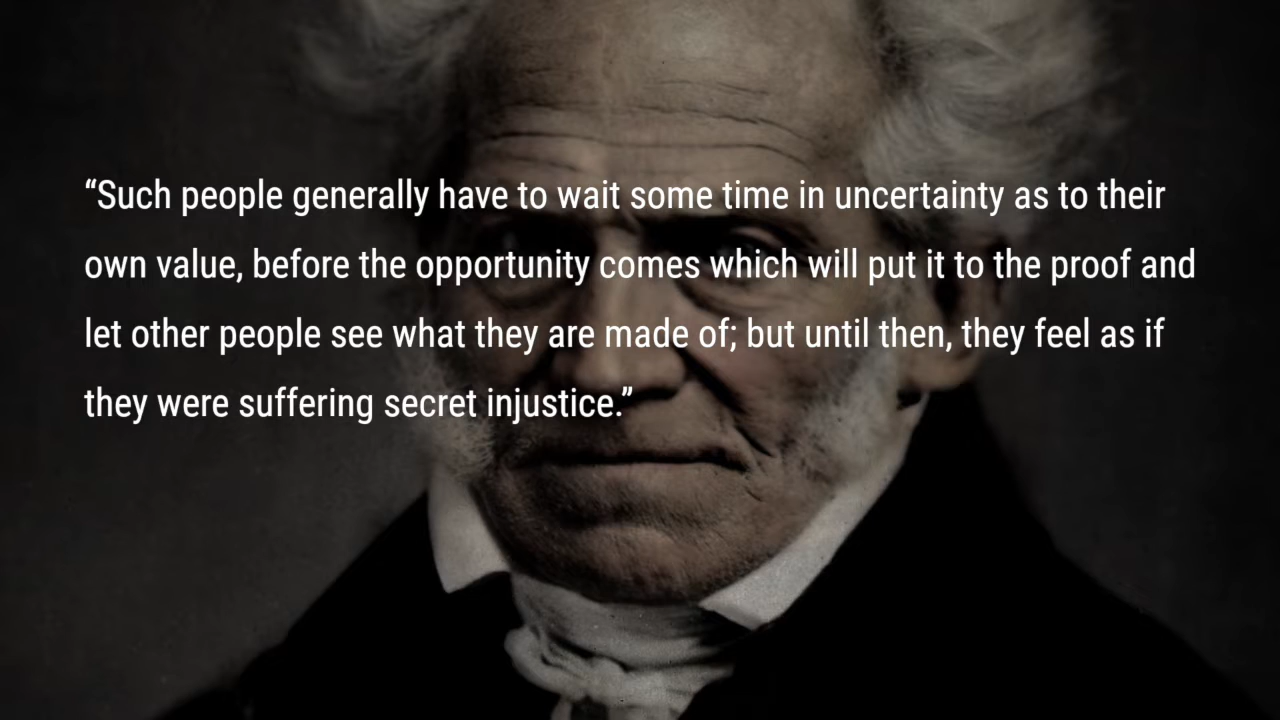 “Such people generally have to wait some time in uncertainty as to their
own value, before the opportunity comes which will put it to the proof and
let other people see what they are made of; but until then, they feel as if
they were suffering secret injustice.”